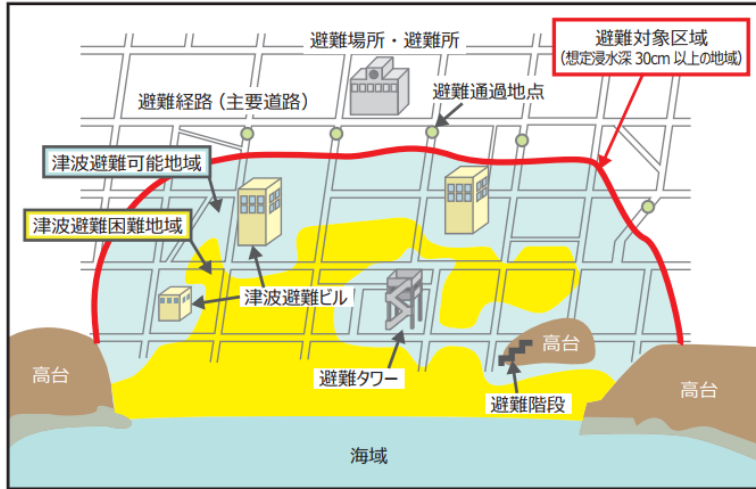 避難場所・避難所
避難対象区域
(想定浸水深 30cm 以上の地域)
避難経路(主要道路)
避難通過地点
津波避難可能地域
津波避難困難地域
津波避難ビル
高台
避難タワー
高台
避難階段
高台
海域